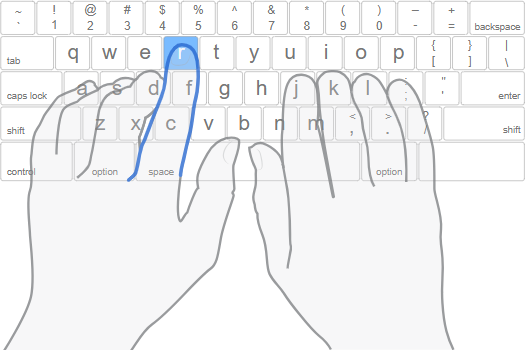 ~ ! @ # $ % ^ & * ( ) – +
` 1 2 3 4 5 6 7 8 9 0 - = backspace
tab q w e r t y u i o p { [ } ] | \
caps lock a s d f g h j k l : ; " ' enter
shift z x c v b n m < , > . ? / shift
control option space option